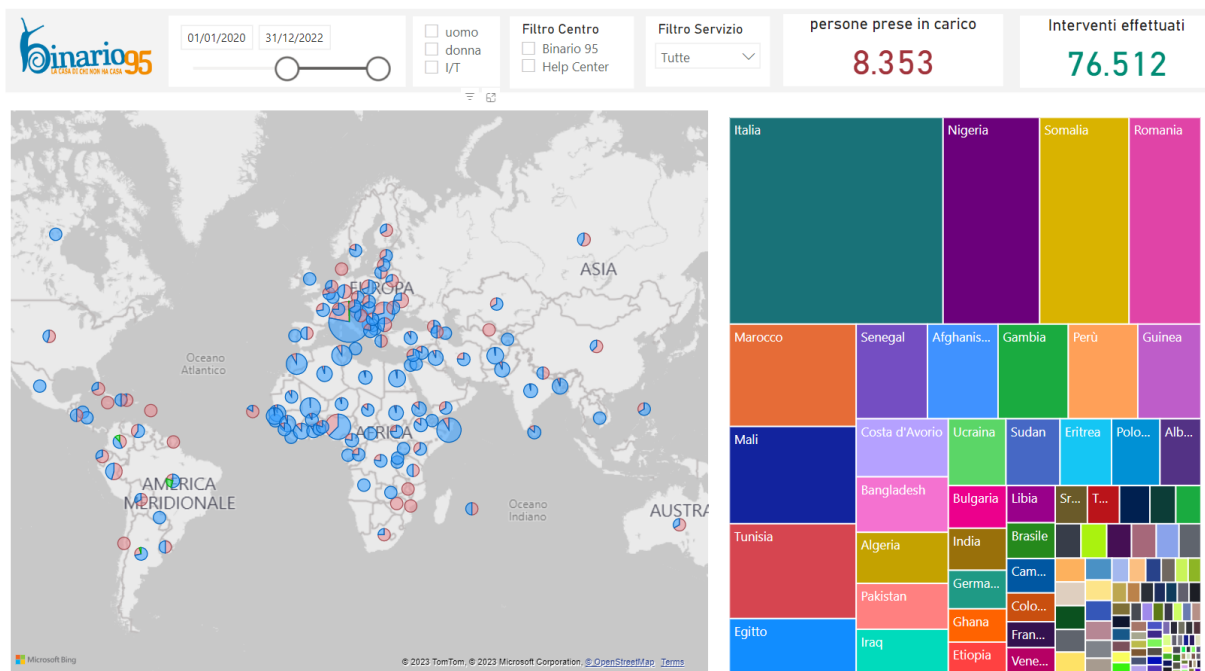 binario95
LA CASA DI CHI NON HA CASA
01/01/2020
31/12/2022
uomo
donna
I/T
Filtro Centro
Binario 95
Help Center
Filtro Servizio
Tutte
persone prese in carico
8.353
Interventi effettuati
76.512
ASIA
EUROPA
Oceano
Atlantico
AFRICA
AMERICA
MERIDIONALE
Oceano
Indiano
AUSTRA
Microsoft Bing
© 2023 TomTom, © 2023 Microsoft Corporation, © OpenStreetMap Terms
Italia
Nigeria
Somalia
Romania
Marocco
Senegal
Afghanis...
Gambia
Perù
Guinea
Mali
Costa d'Avorio
Ucraina
Sudan
Eritrea
Polo...
Alb...
Bangladesh
Bulgaria
Libia
Sr...
T...
Tunisia
Algeria
India
Brasile
Germa...
Cam...
Pakistan
Colo...
Ghana
Egitto
Iraq
Fran...
Etiopia
Vene...